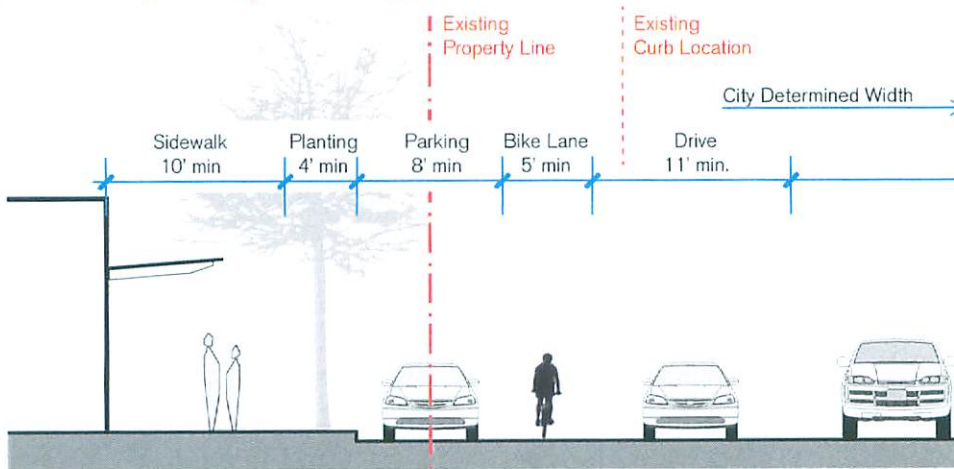 Existing
Property Line
Existing
Curb Location
City Determined Width
Sidewalk
10' min
Planting
4' min
Parking
8' min
Bike Lane
5' min
Drive
11' min.